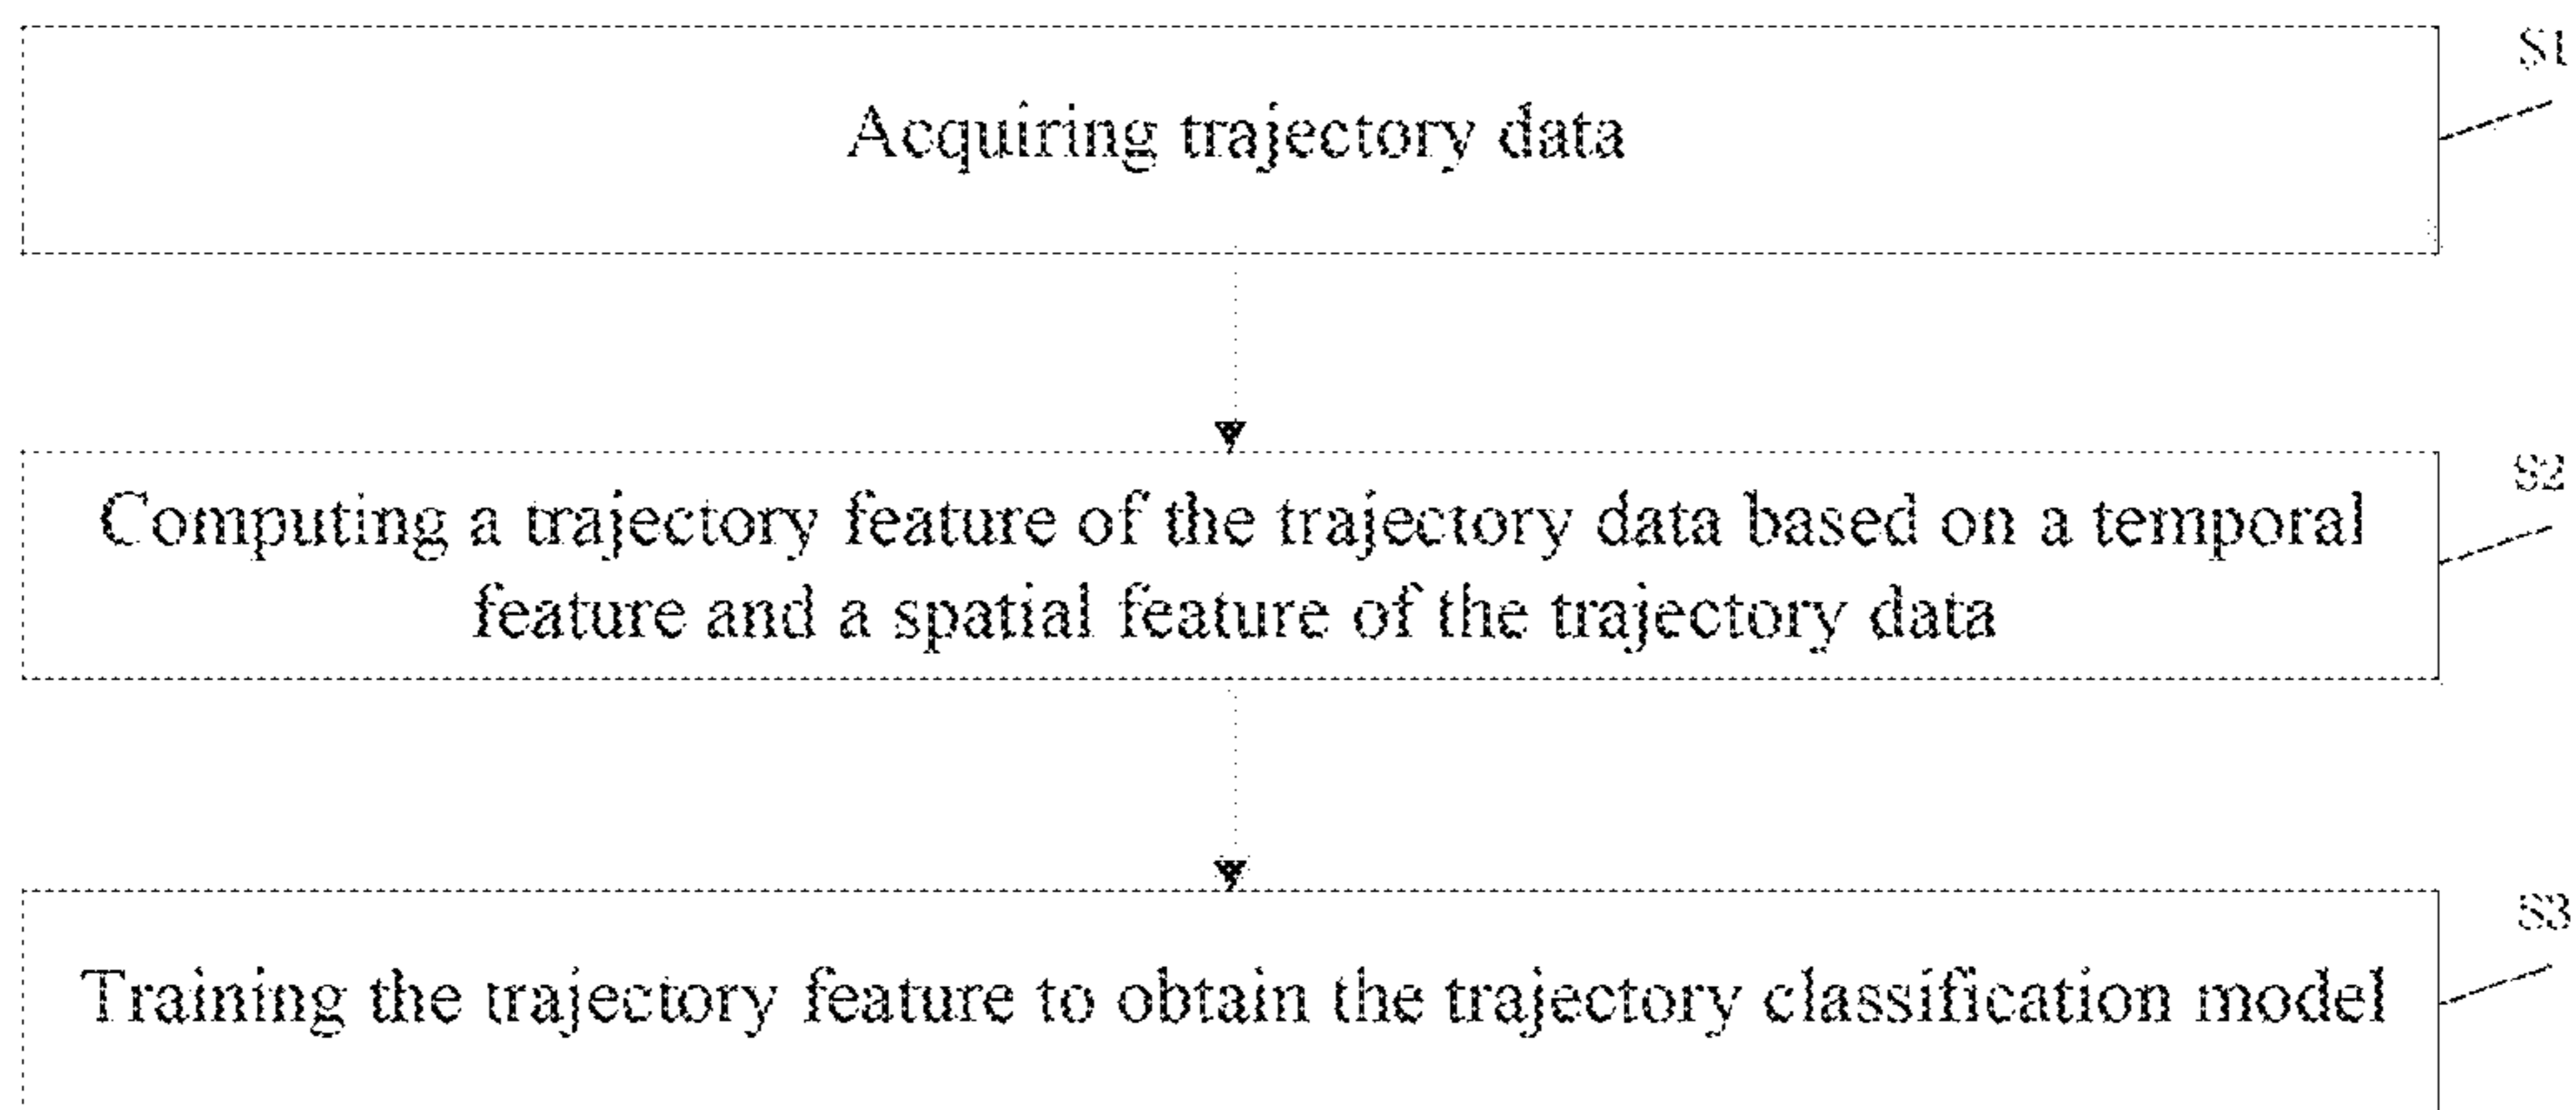 S1
Acquiring trajectory data
S2
Computing a trajectory feature of the trajectory data based on a temporal
feature and a spatial feature of the trajectory data
S3
Training the trajectory feature to obtain the trajectory classification model